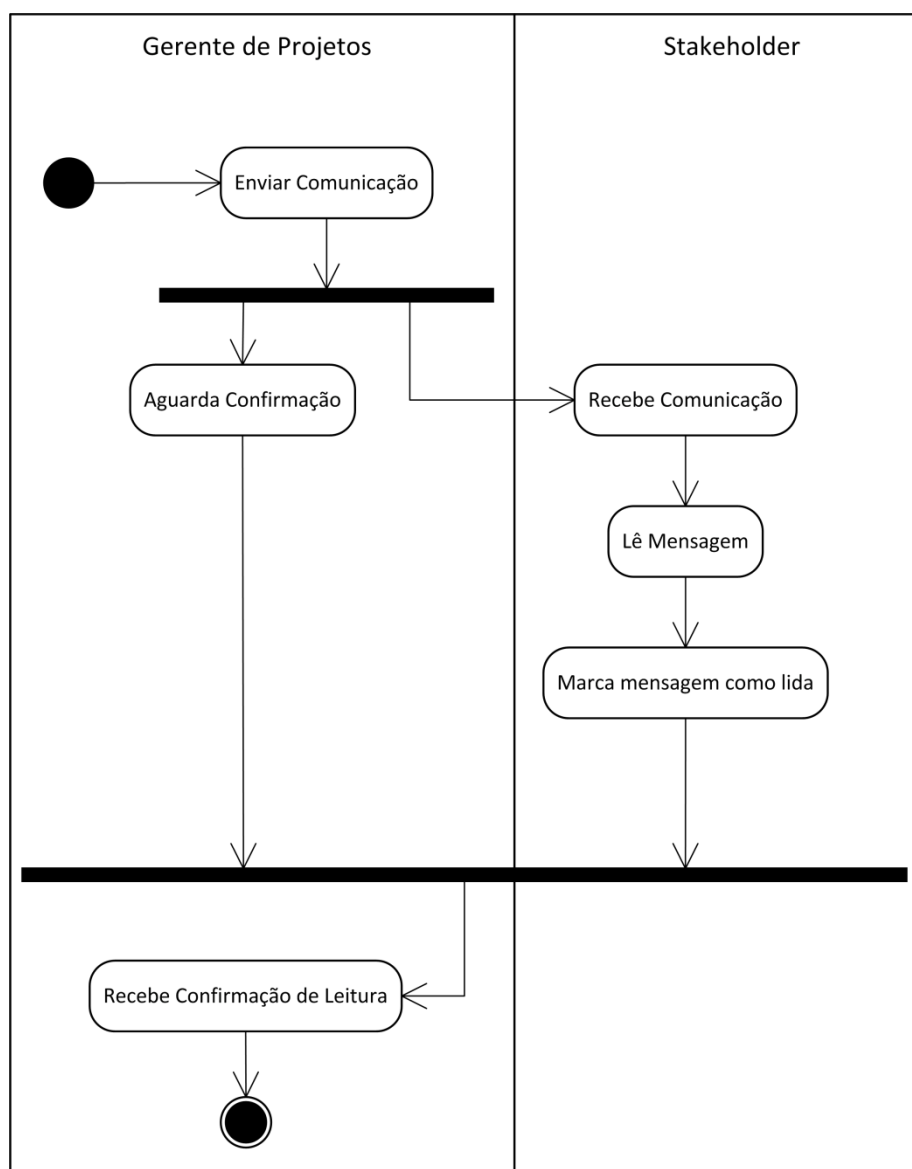 Gerente de Projetos
Stakeholder
Enviar Comunicação
Aguarda Confirmação
Recebe Comunicação
Lê Mensagem
Marca mensagem como lida
Recebe Confirmação de Leitura